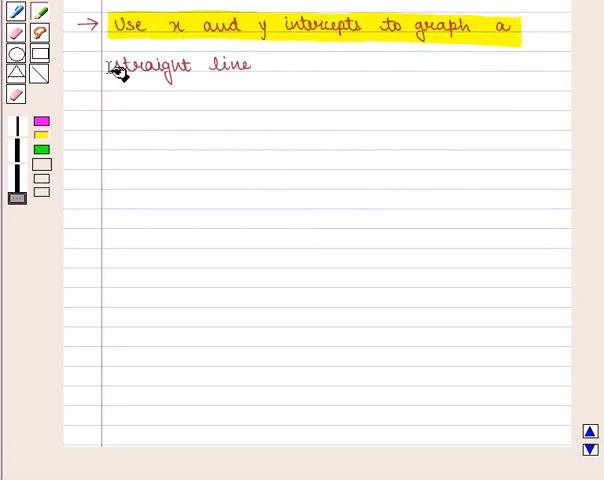 → Use x and y intercepts to graph a
straight line